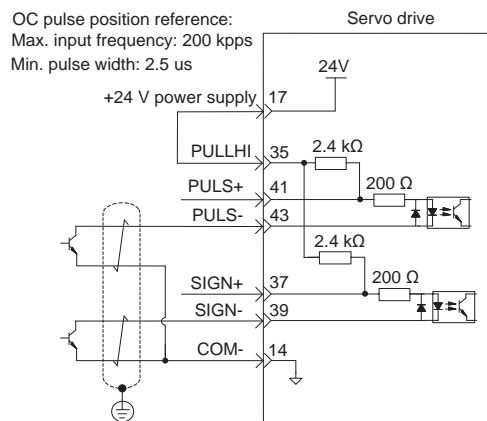 OC pulse position reference:
Max. input frequency: 200 kpps
Min. pulse width: 2.5 us
Servo drive
24V
+24 V power supply 17
PULLHI 35 2.4 kΩ
PULS+ 41 200 Ω
PULS- 43
2.4 kΩ
SIGN+ 37 200 Ω
SIGN- 39
COM- 14